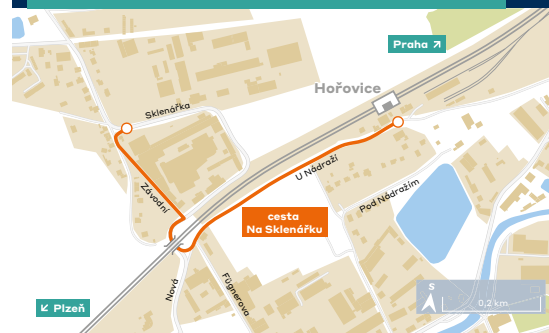 Praha ↗
Hořovice
Sklenářka
U Nádraží
Závodní
Pod Nádražím
cesta
Na Sklenářku
Nová
Fügnerova
↙ Plzeň
S
0,2 km